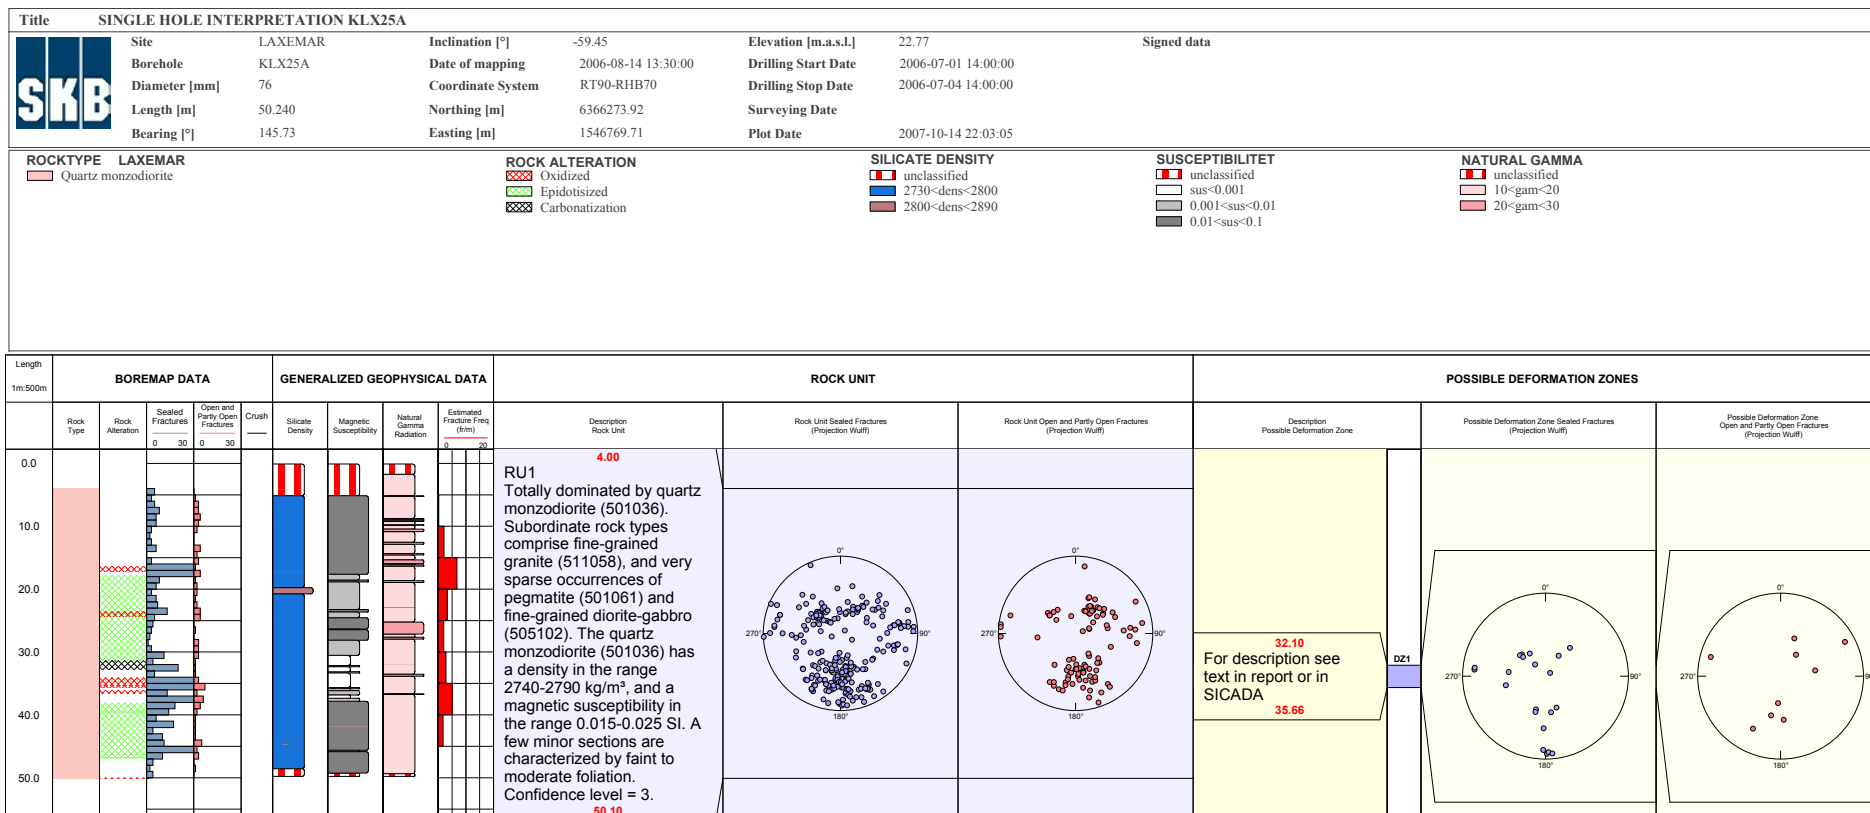 Title SINGLE HOLE INTERPRETATION KLX25A
SKB
Site LAXEMAR Inclination [°] -59.45 Elevation [m.a.s.l.] 22.77 Signed data
Borehole KLX25A Date of mapping 2006-08-14 13:30:00 Drilling Start Date 2006-07-01 14:00:00
Diameter [mm] 76 Coordinate System RT90-RHB70 Drilling Stop Date 2006-07-04 14:00:00
Length [m] 50.240 Northing [m] 6366273.92 Surveying Date
Bearing [°] 145.73 Easting [m] 1546769.71 Plot Date 2007-10-14 22:03:05
ROCKTYPE LAXEMAR
Quartz monzodiorite
ROCK ALTERATION
Oxidized
Epidotisized
Carbonatization
SILICATE DENSITY
unclassified
2730<dens<2800
2800<dens<2890
SUSCEPTIBILITET
unclassified
sus<0.001
0.001<sus<0.01
0.01<sus<0.1
NATURAL GAMMA
unclassified
10<gam<20
20<gam<30
Length
1m:500m
BOREMAP DATA
GENERALIZED GEOPHYSICAL DATA
ROCK UNIT
POSSIBLE DEFORMATION ZONES
Rock
Type
Rock
Alteration
Sealed
Fractures
0 30
Open and
Partly Open
Fractures
0 30
Crush
Silicate
Density
Magnetic
Susceptibility
Natural
Gamma
Radiation
Estimated
Fracture Freq
(fr/m)
0 20
Description
Rock Unit
Rock Unit Sealed Fractures
(Projection Wulff)
Rock Unit Open and Partly Open Fractures
(Projection Wulff)
Description
Possible Deformation Zone
Possible Deformation Zone Sealed Fractures
(Projection Wulff)
Possible Deformation Zone
Open and Partly Open Fractures
(Projection Wulff)
0.0
10.0
20.0
30.0
40.0
50.0
4.00
RU1
Totally dominated by quartz
monzodiorite (501036).
Subordinate rock types
comprise fine-grained
granite (511058), and very
sparse occurrences of
pegmatite (501061) and
fine-grained diorite-gabbro
(505102). The quartz
monzodiorite (501036) has
a density in the range
2740-2790 kg/m³, and a
magnetic susceptibility in
the range 0.015-0.025 SI. A
few minor sections are
characterized by faint to
moderate foliation.
Confidence level = 3.
50.10
0°
270° 90°
180°
0°
270° 90°
180°
32.10
For description see
text in report or in
SICADA
35.66
DZ1
0°
270° 90°
180°
0°
270°
180°